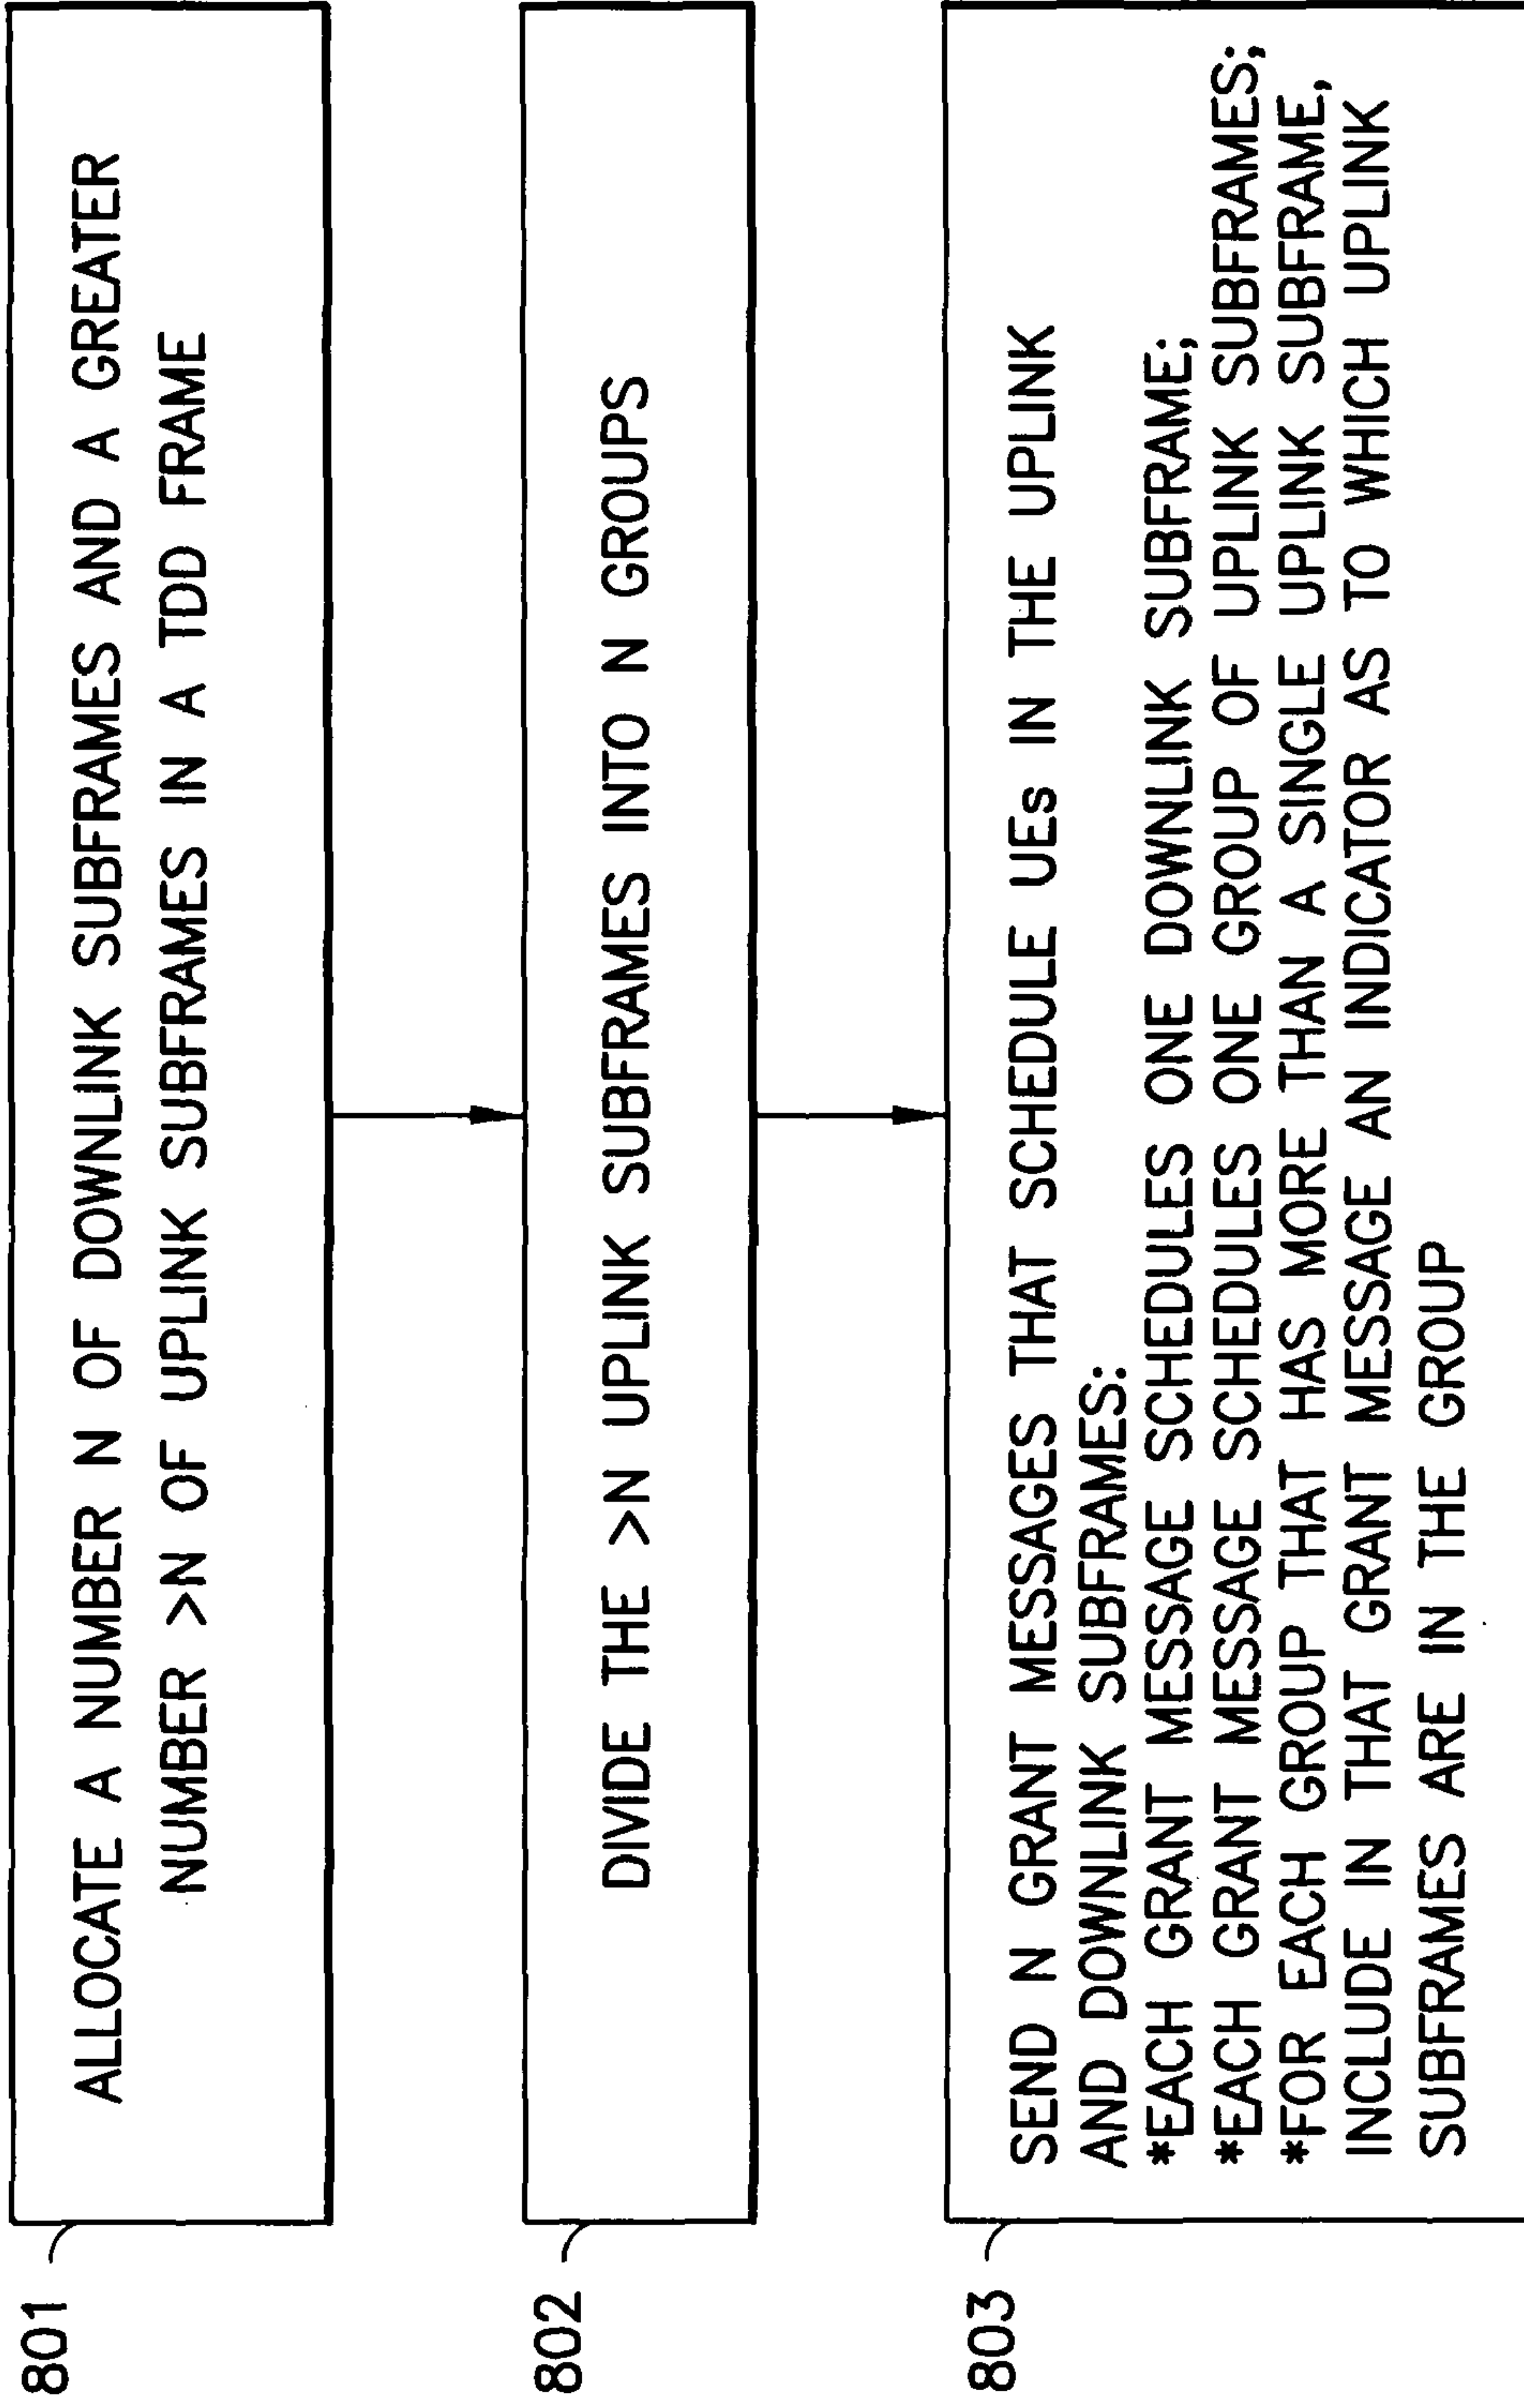 801
ALLOCATE A NUMBER N OF DOWNLINK SUBFRAMES AND A GREATER
NUMBER >N OF UPLINK SUBFRAMES IN A TDD FRAME
802
DIVIDE THE >N UPLINK SUBFRAMES INTO N GROUPS
803
SEND N GRANT MESSAGES THAT SCHEDULE UEs IN THE UPLINK
AND DOWNLINK SUBFRAMES:
*EACH GRANT MESSAGE SCHEDULES ONE DOWNLINK SUBFRAME;
*EACH GRANT MESSAGE SCHEDULES ONE GROUP OF UPLINK SUBFRAMES;
*FOR EACH GROUP THAT HAS MORE THAN A SINGLE UPLINK SUBFRAME,
INCLUDE IN THAT GRANT MESSAGE AN INDICATOR AS TO WHICH UPLINK
SUBFRAMES ARE IN THE GROUP